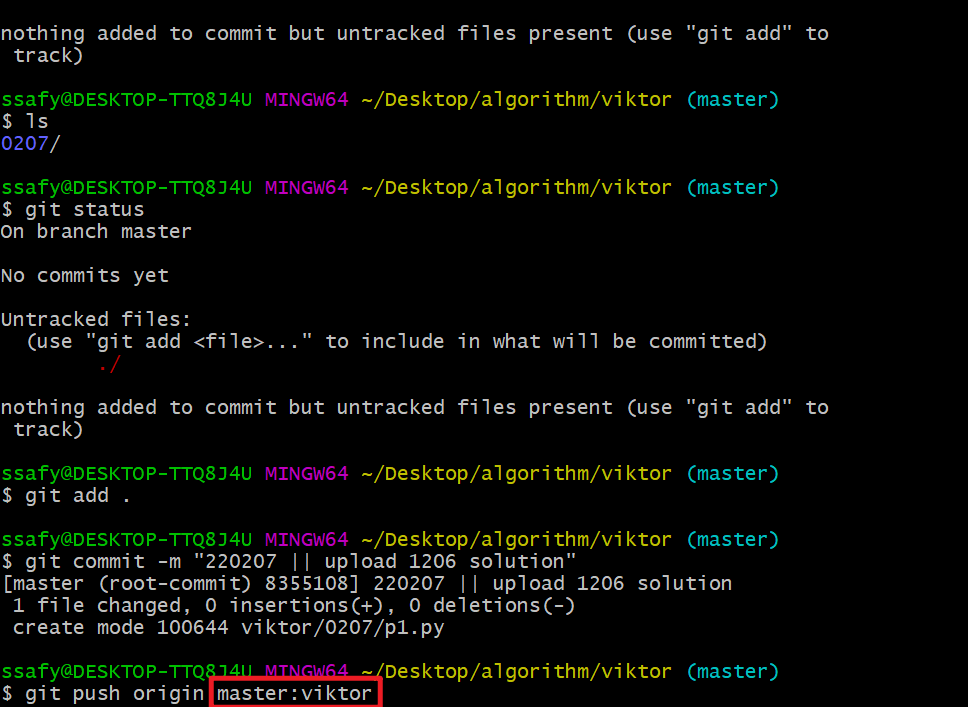 nothing added to commit but untracked files present (use "git add" to
 track)
ssafy@DESKTOP-TTQ8J4U MINGW64 ~/Desktop/algorithm/viktor (master)
$ ls
0207/
ssafy@DESKTOP-TTQ8J4U MINGW64 ~/Desktop/algorithm/viktor (master)
$ git status
On branch master
No commits yet
Untracked files:
  (use "git add <file>..." to include in what will be committed)
        ./
nothing added to commit but untracked files present (use "git add" to
 track)
ssafy@DESKTOP-TTQ8J4U MINGW64 ~/Desktop/algorithm/viktor (master)
$ git add .
ssafy@DESKTOP-TTQ8J4U MINGW64 ~/Desktop/algorithm/viktor (master)
$ git commit -m "220207 || upload 1206 solution"
[master (root-commit) 8355108] 220207 || upload 1206 solution
 1 file changed, 0 insertions(+), 0 deletions(-)
 create mode 100644 viktor/0207/p1.py
ssafy@DESKTOP-TTQ8J4U MINGW64 ~/Desktop/algorithm/viktor (master)
$ git push origin master:viktor